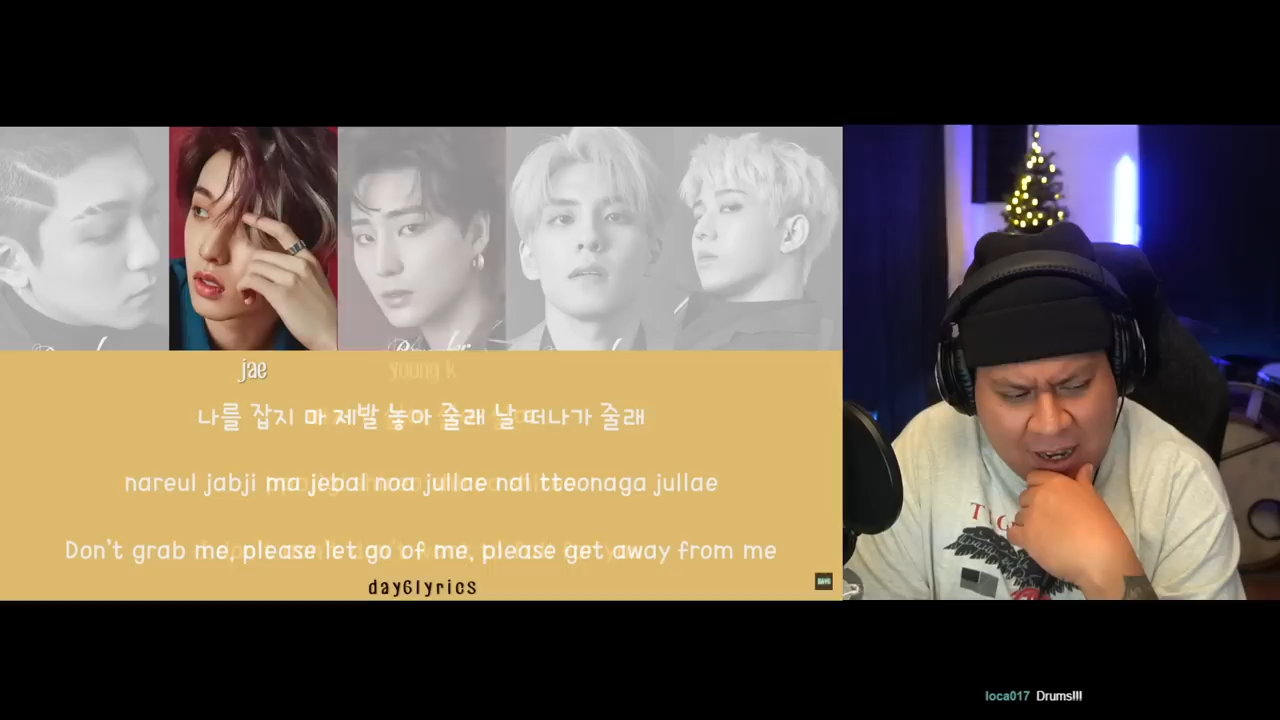 jae
young k
나를 잡지 마 제발 놓아 줄래 날 떠나가 줄래
nareul jabji ma jebal noa jullae nal tteonaga jullae
Don't grab me, please let go of me, please get away from me
day6lyrics
DAY6
loca017 Drums!!!